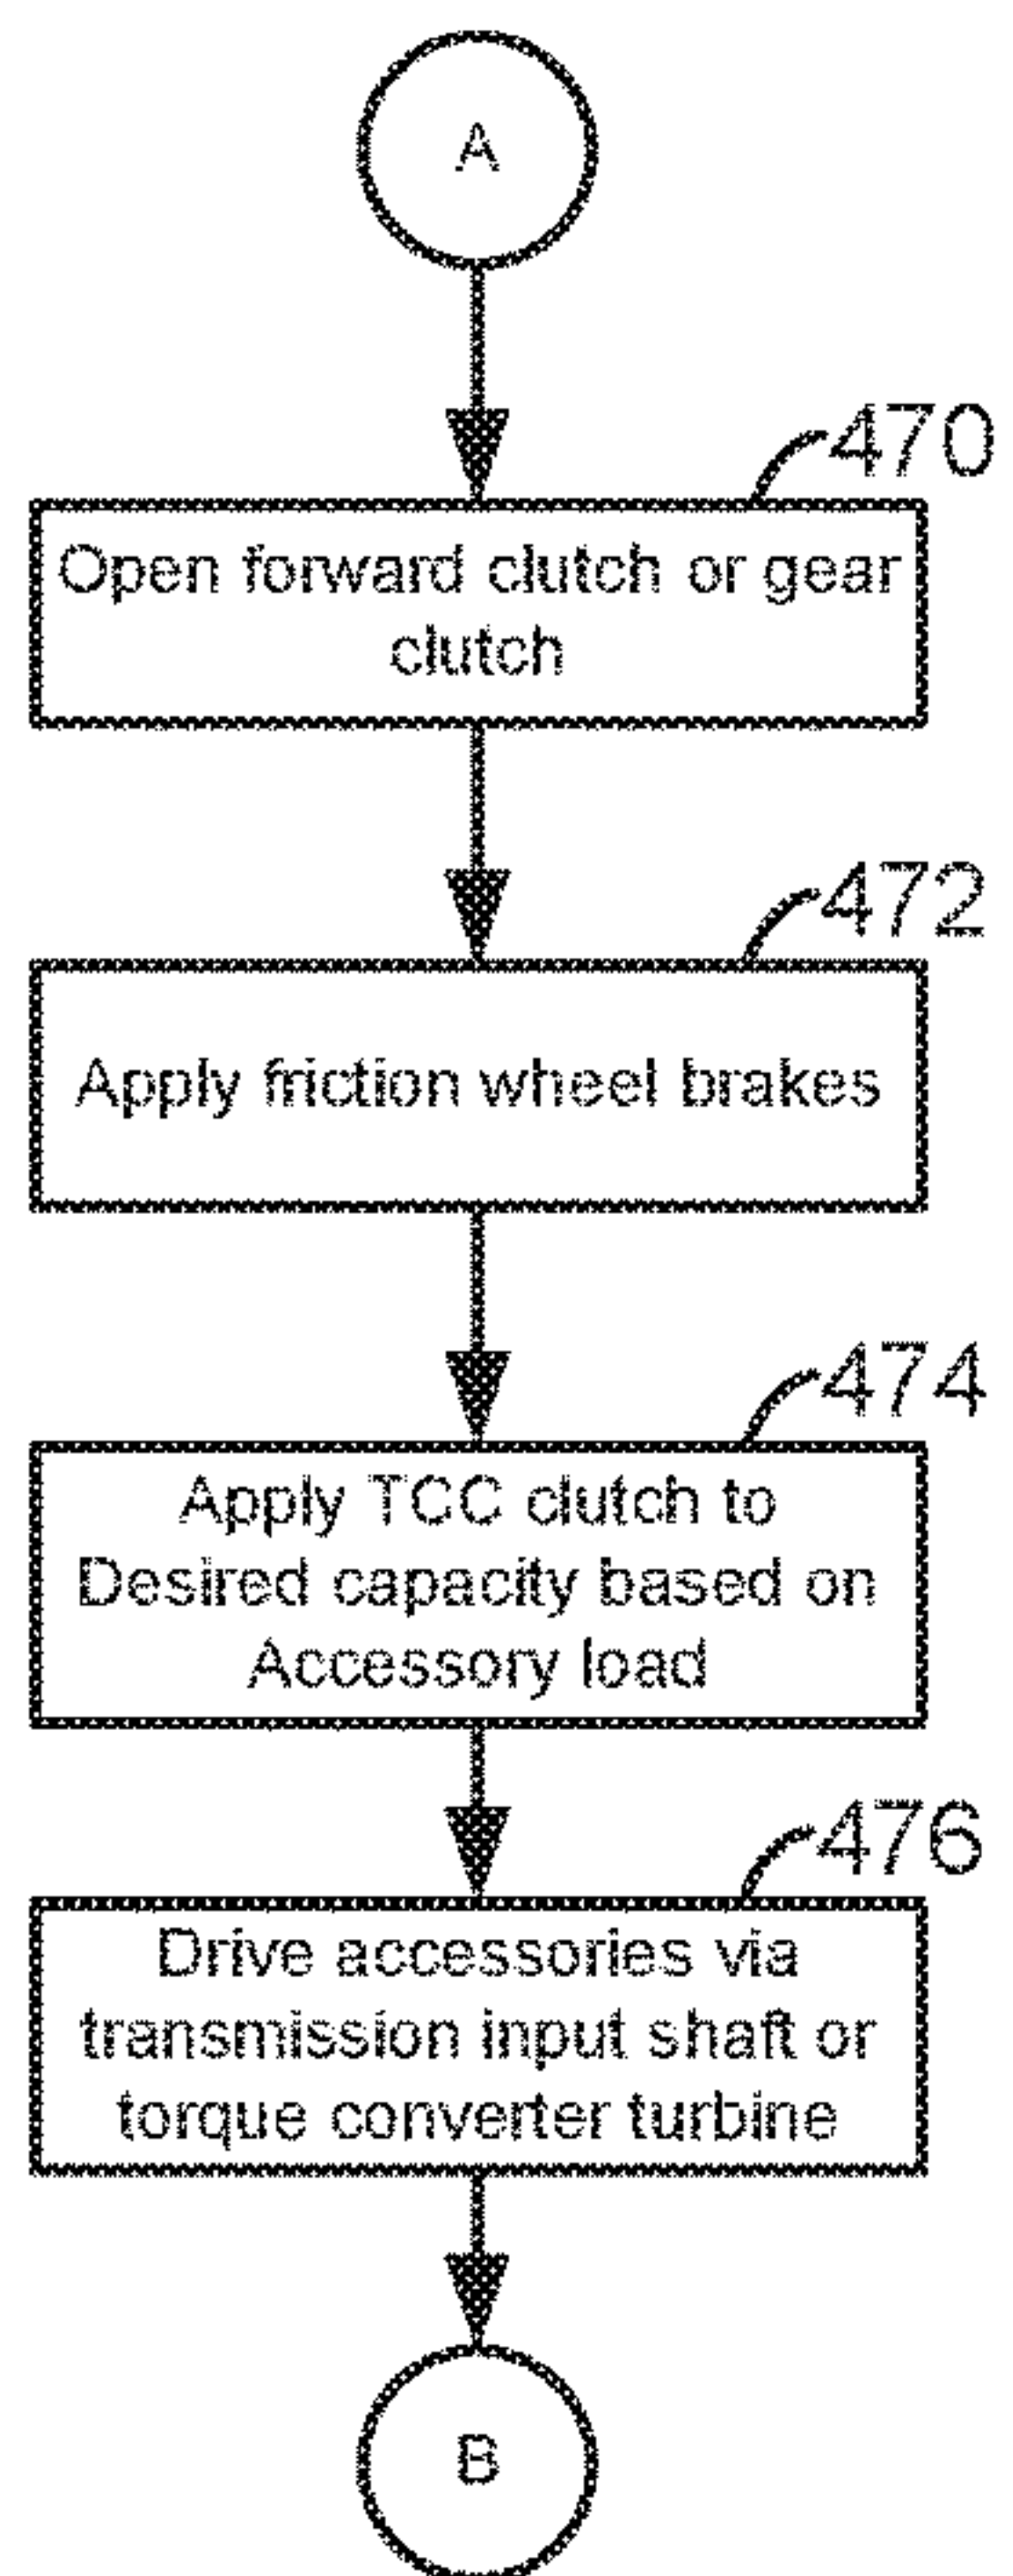 A
470
Open forward clutch or gear
clutch
472
Apply friction wheel brakes
474
Apply TCC clutch to
Desired capacity based on
Accessory load
476
Drive accessories via
transmission input shaft or
torque converter turbine
B